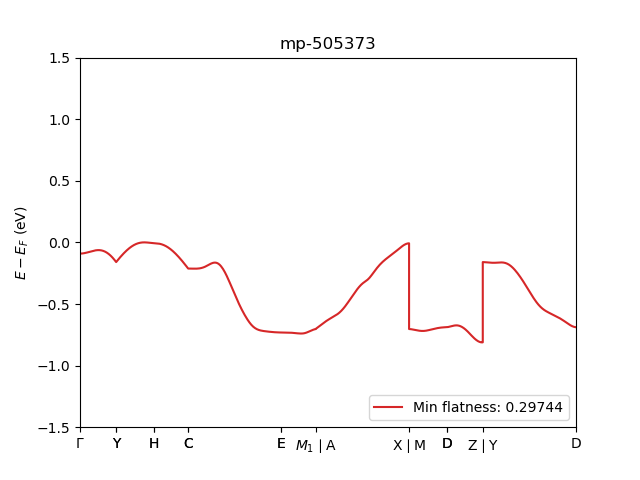 mp-505373
1.5
1.0
0.5
0.0
−0.5
−1.0
−1.5
E − E_F (eV)
Min flatness: 0.29744
Γ Y H C E M_1 | A X | M D Z | Y D